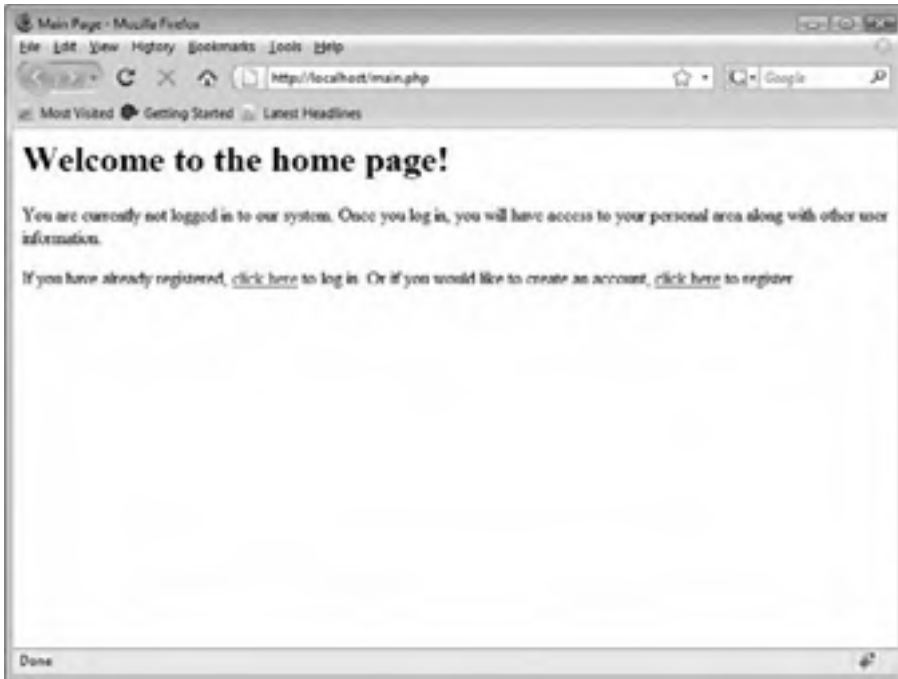 Main Page - Mozilla Firefox
File Edit View History Bookmarks Tools Help
http://localhost/main.php
Google
Most Visited Getting Started Latest Headlines
Welcome to the home page!
You are currently not logged in to our system. Once you log in, you will have access to your personal area along with other user
information.
If you have already registered, click here to log in. Or if you would like to create an account, click here to register.
Done